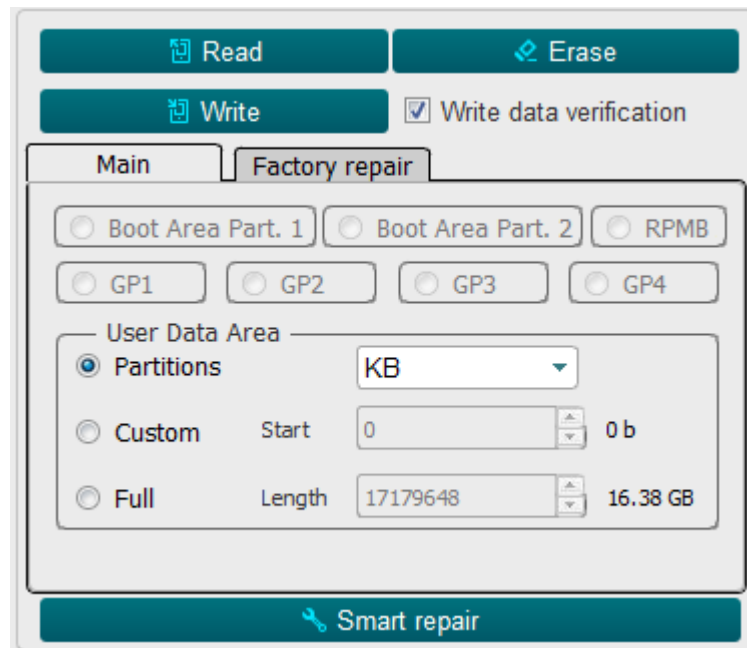 Read Erase
Write Write data verification
Main Factory repair
Boot Area Part. 1 Boot Area Part. 2 RPMB
GP1 GP2 GP3 GP4
User Data Area
Partitions KB
Custom Start 0 0 b
Full Length 17179648 16.38 GB
Smart repair